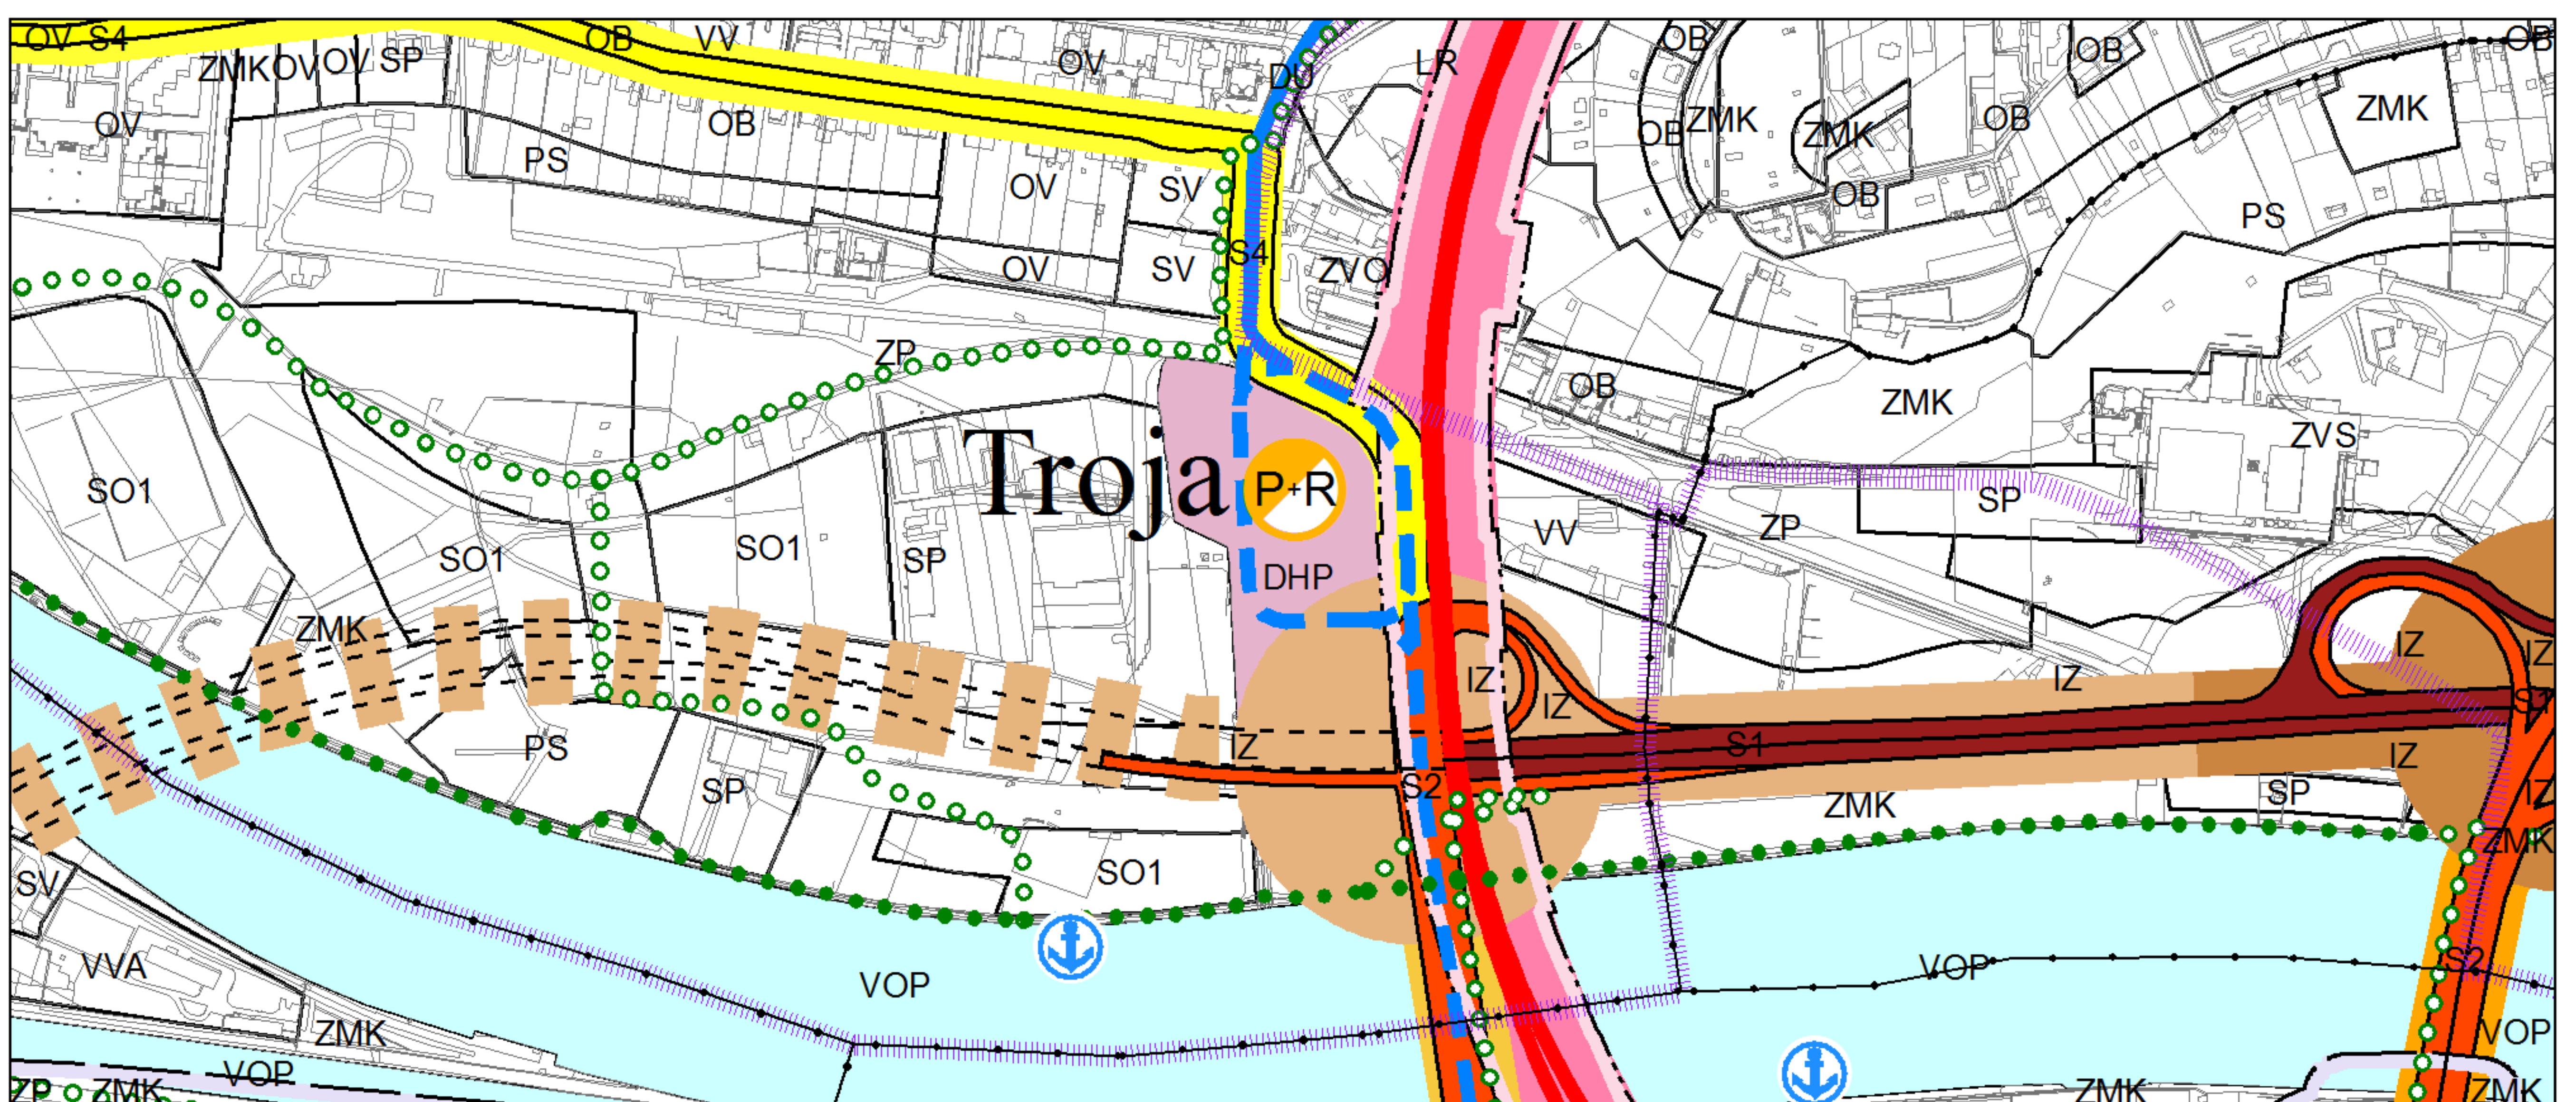 OV S4 OB VV OV DU LR OB OB OB
ZMK OV OV SP
OV OB OB ZMK ZMK OB ZMK
PS OV SV OB PS
S4
OV SV ZVO
ZP OB ZMK
SO1 Troja P+R ZVS
SO1 SO1 SP DHP VV ZP SP
ZMK IZ IZ IZ IZ IZ
PS IZ S1 S1 IZ
SP S2 ZMK SP IZ
SV SO1 ZMK
VVA VOP VOP S2
ZMK VOP
VOP
ZP ZMK ZMK ZMK